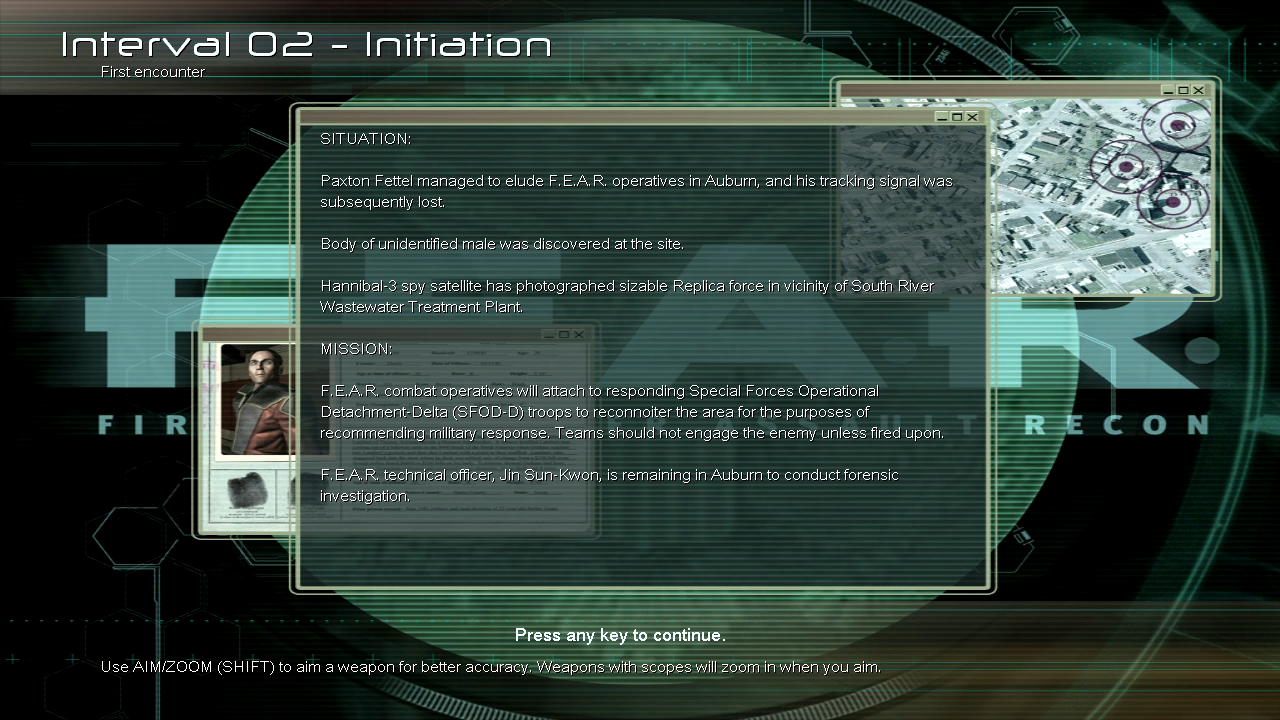 Interval 02 - Initiation
First encounter
SITUATION:
Paxton Fettel managed to elude F.E.A.R. operatives in Auburn, and his tracking signal was
subsequently lost.
Body of unidentified male was discovered at the site.
Hannibal-3 spy satellite has photographed sizable Replica force in vicinity of South River
Wastewater Treatment Plant.
MISSION:
F.E.A.R. combat operatives will attach to responding Special Forces Operational
Detachment-Delta (SFOD-D) troops to reconnoiter the area for the purposes of
recommending military response. Teams should not engage the enemy unless fired upon.
F.E.A.R. technical officer, Jin Sun-Kwon, is remaining in Auburn to conduct forensic
investigation.
F.E.A.R.
RECON
Press any key to continue.
Use AIM/ZOOM (SHIFT) to aim a weapon for better accuracy. Weapons with scopes will zoom in when you aim.